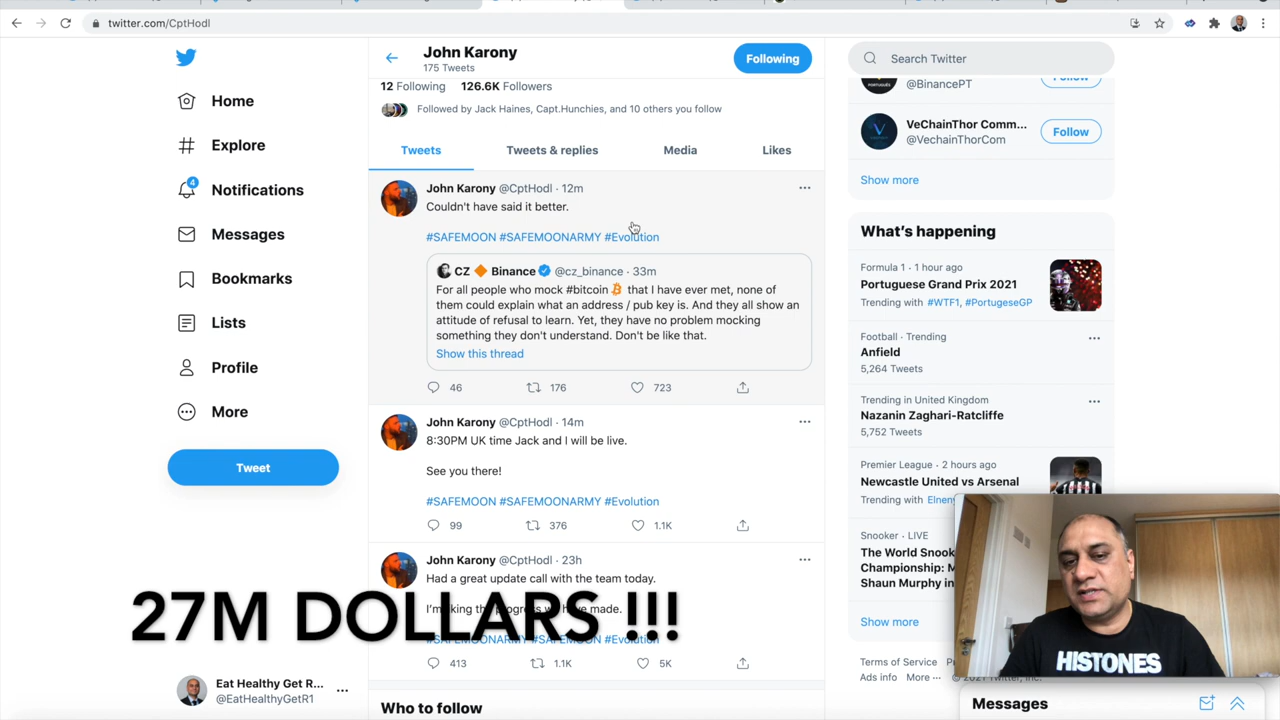 twitter.com/CptHodl
John Karony
175 Tweets
Following
12 Following 126.6K Followers
Followed by Jack Haines, Capt.Hunchies, and 10 others you follow
Tweets
Tweets & replies
Media
Likes
4
Home
Explore
Notifications
Messages
Bookmarks
Lists
Profile
More
Tweet
John Karony @CptHodl · 12m
Couldn't have said it better.
#SAFEMOON #SAFEMOONARMY #Evolution
CZ Binance @cz_binance · 33m
For all people who mock #bitcoin that I have ever met, none of
them could explain what an address / pub key is. And they all show an
attitude of refusal to learn. Yet, they have no problem mocking
something they don't understand. Don't be like that.
Show this thread
46 176 723
John Karony @CptHodl · 14m
8:30PM UK time Jack and I will be live.
See you there!
#SAFEMOON #SAFEMOONARMY #Evolution
99 376 1.1K
John Karony @CptHodl · 23h
Had a great update call with the team today.
made.
#SAFEMOONARMY #SAFEMOON #Evolution
413 1.1K 5K
Who to follow
27M DOLLARS !!!
Eat Healthy Get R...
@EatHealthyGetR1
Search Twitter
@BinancePT
Follow
VeChainThor Comm...
@VechainThorCom
Follow
Show more
What's happening
Formula 1 · 1 hour ago
Portuguese Grand Prix 2021
Trending with #WTF1, #PortugeseGP
Football · Trending
Anfield
5,264 Tweets
Trending in United Kingdom
Nazanin Zaghari-Ratcliffe
5,752 Tweets
Premier League · 2 hours ago
Newcastle United vs Arsenal
Trending with
Snooker · LIVE
The World Snook
Championship:
Shaun Murphy in
Show more
Terms of Service
Ads info More ··· © 2021 Twitter, Inc.
HISTONES
Messages